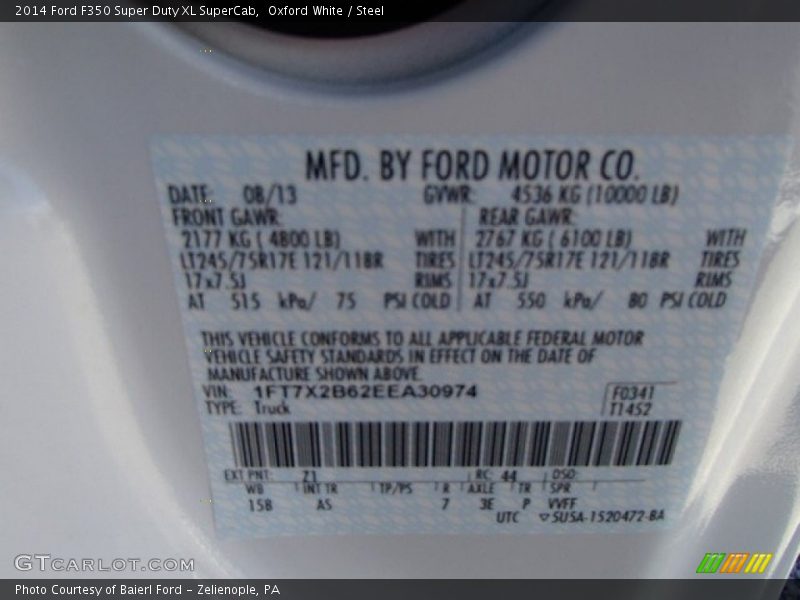 2014 Ford F350 Super Duty XL SuperCab, Oxford White / Steel
MFD. BY FORD MOTOR CO.
DATE: 08/13 GVWR: 4536 KG (10000 LB)
FRONT GAWR: REAR GAWR:
2177 KG ( 4800 LB) WITH 2767 KG ( 6100 LB) WITH
LT245/75R17E 121/118R TIRES LT245/75R17E 121/118R TIRES
17x7.5J RIMS 17x7.5J RIMS
AT 515 kPa/ 75 PSI COLD AT 550 kPa/ 80 PSI COLD
THIS VEHICLE CONFORMS TO ALL APPLICABLE FEDERAL MOTOR
VEHICLE SAFETY STANDARDS IN EFFECT ON THE DATE OF
MANUFACTURE SHOWN ABOVE.
VIN: 1FT7X2B62EEA30974 F0341
TYPE: Truck T1452
EXT PNT: Z1 RC: 44 DSO:
WB INT TR TP/PS R AXLE TR SPR
158 AS 7 3E P VVFF
UTC ▽SUSA-1520472-BA
GTCARLOT.COM
Photo Courtesy of Baierl Ford - Zelienople, PA